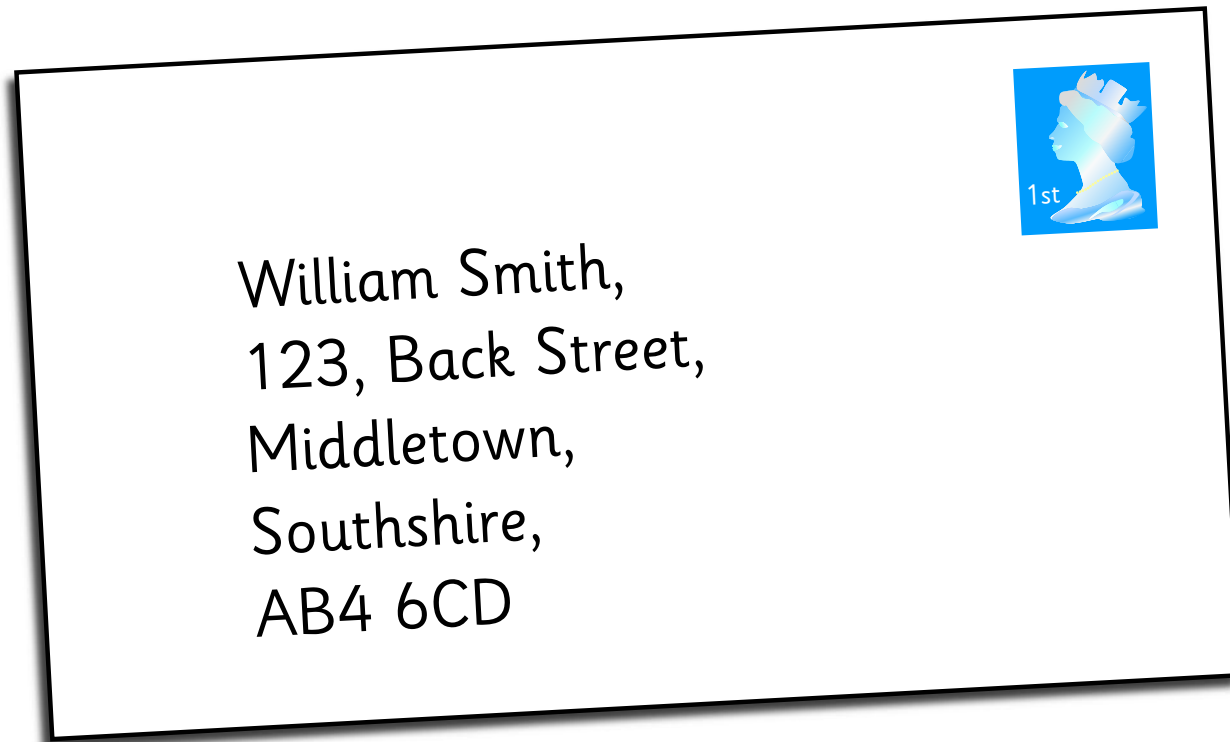 1st
William Smith,
123, Back Street,
Middletown,
Southshire,
AB4 6CD